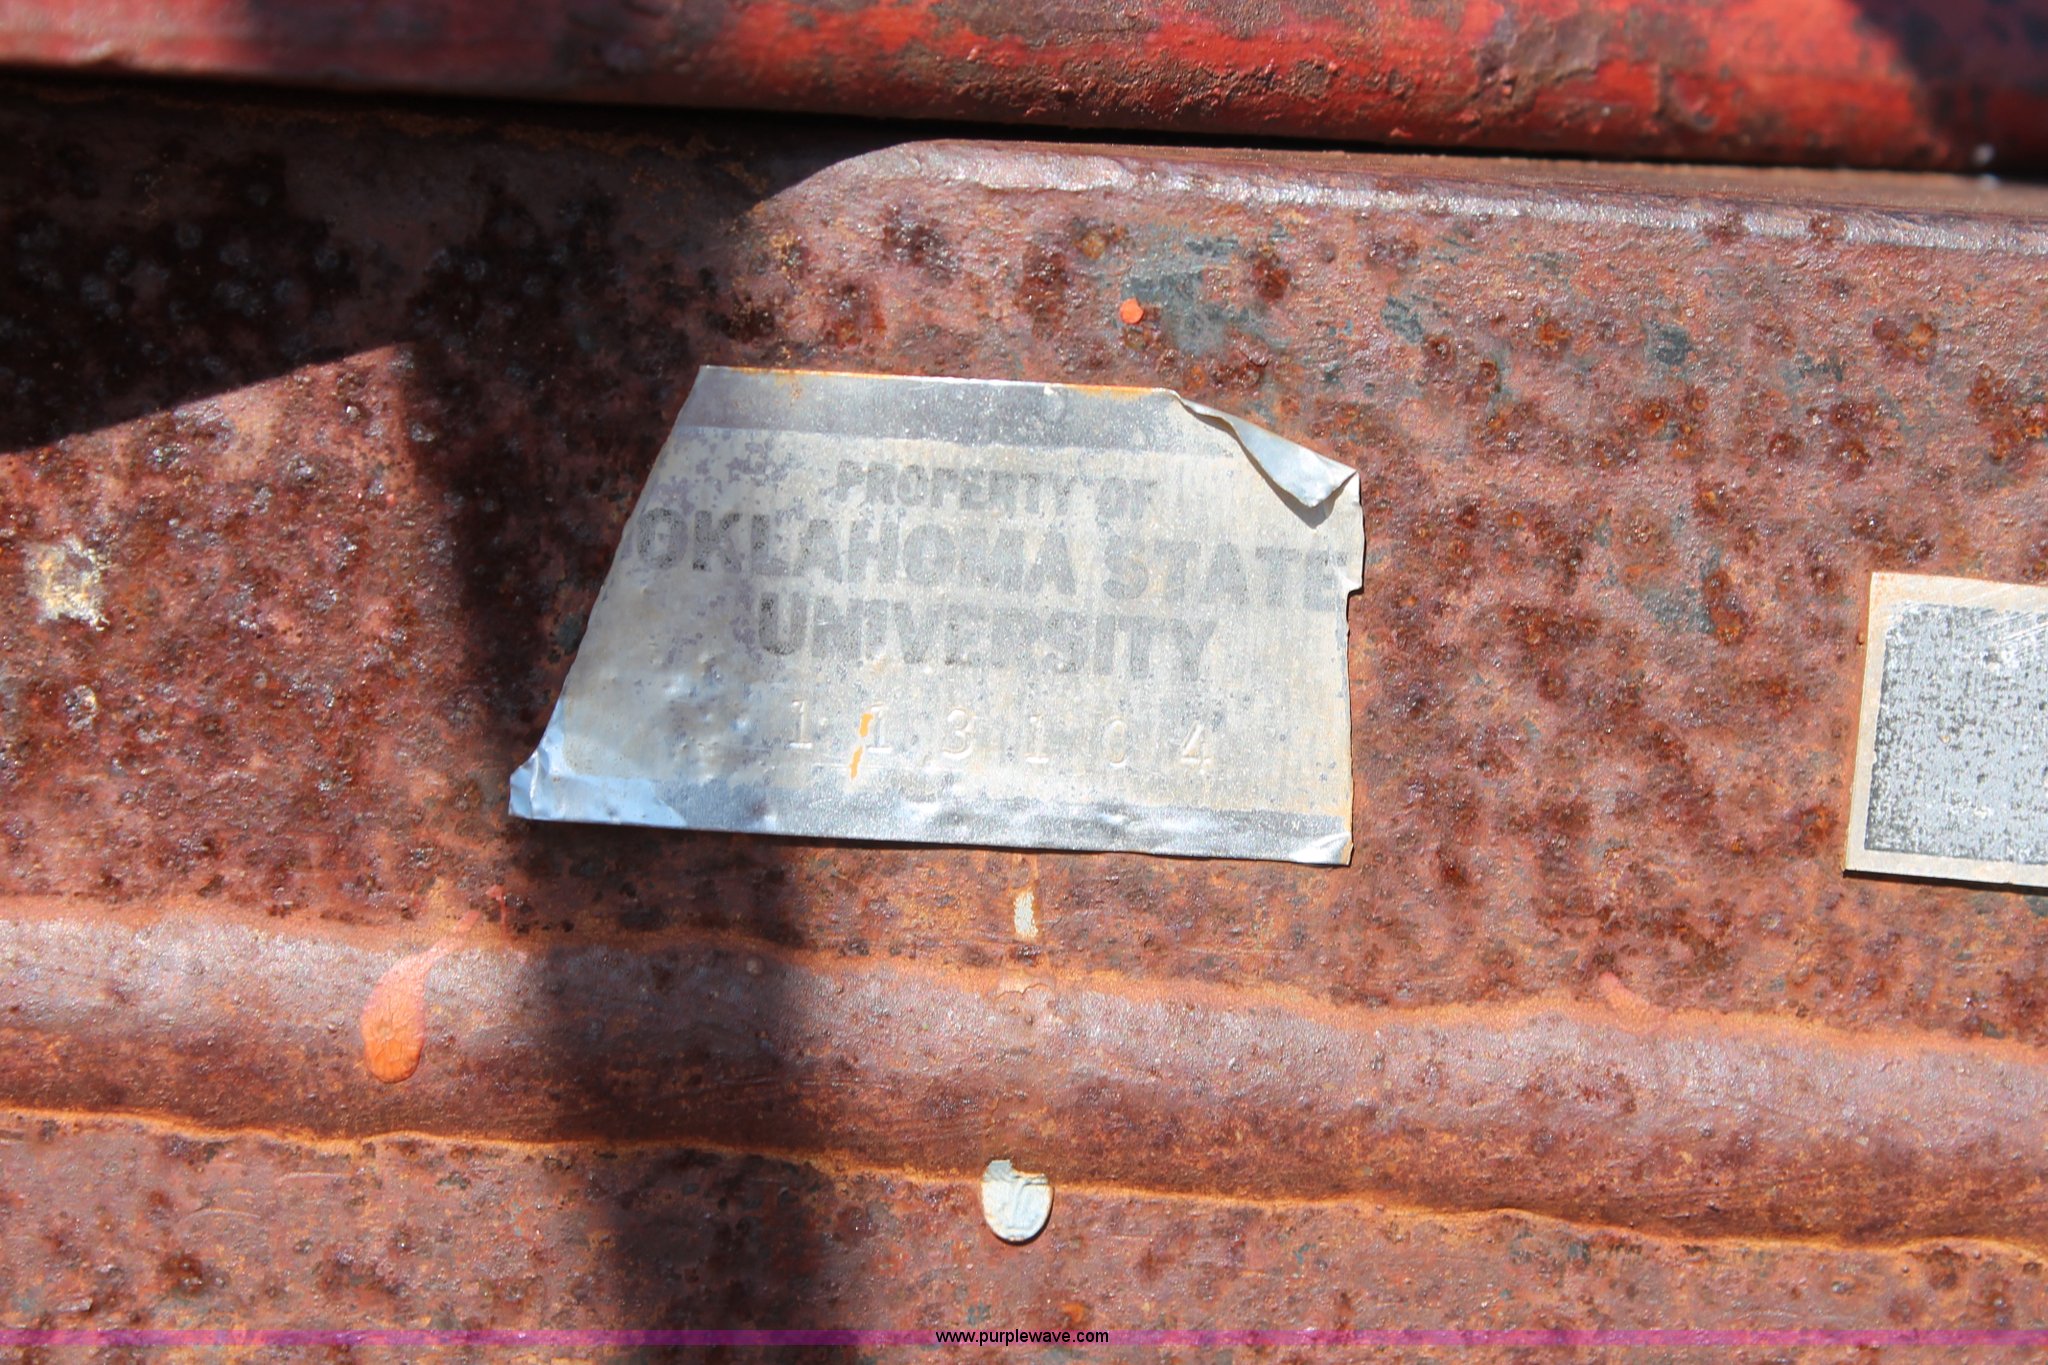 PROPERTY OF
OKLAHOMA STATE
UNIVERSITY
113104
www.purplewave.com